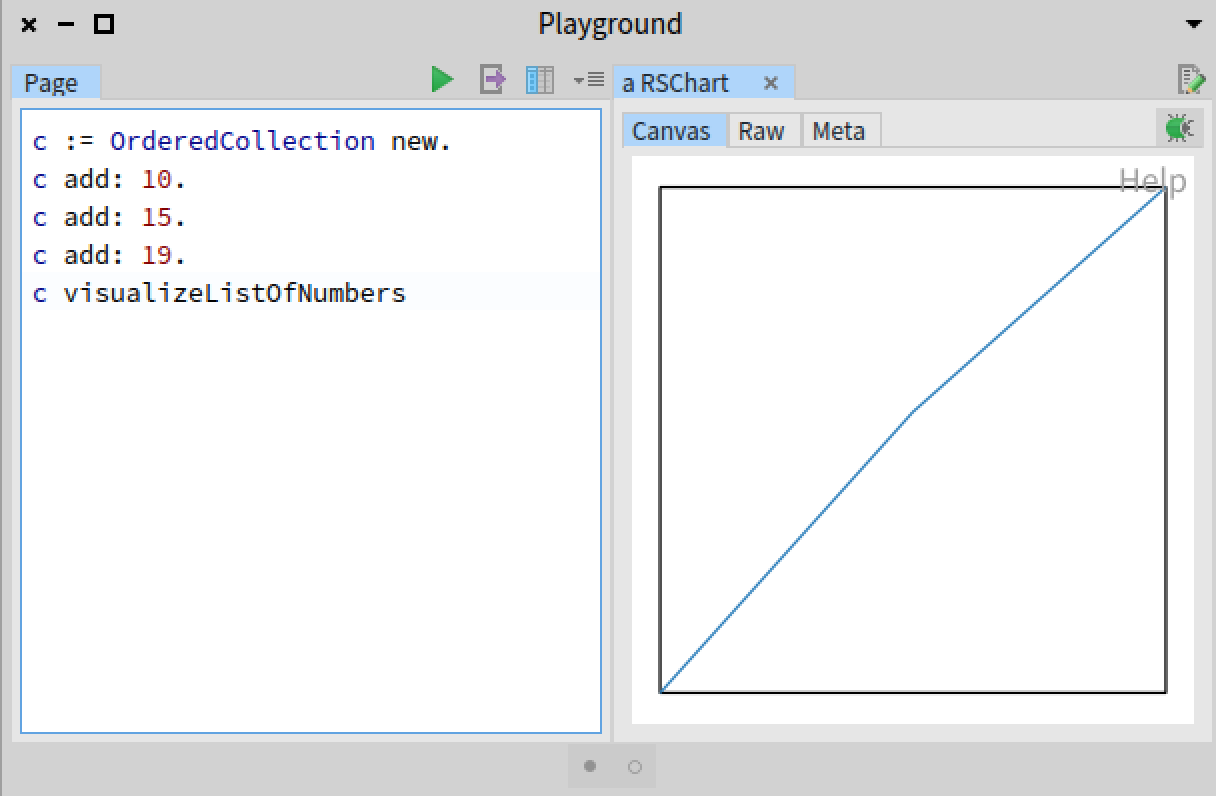 Playground
Page
a RSChart
c := OrderedCollection new.
c add: 10.
c add: 15.
c add: 19.
c visualizeListOfNumbers
Canvas Raw Meta
Help